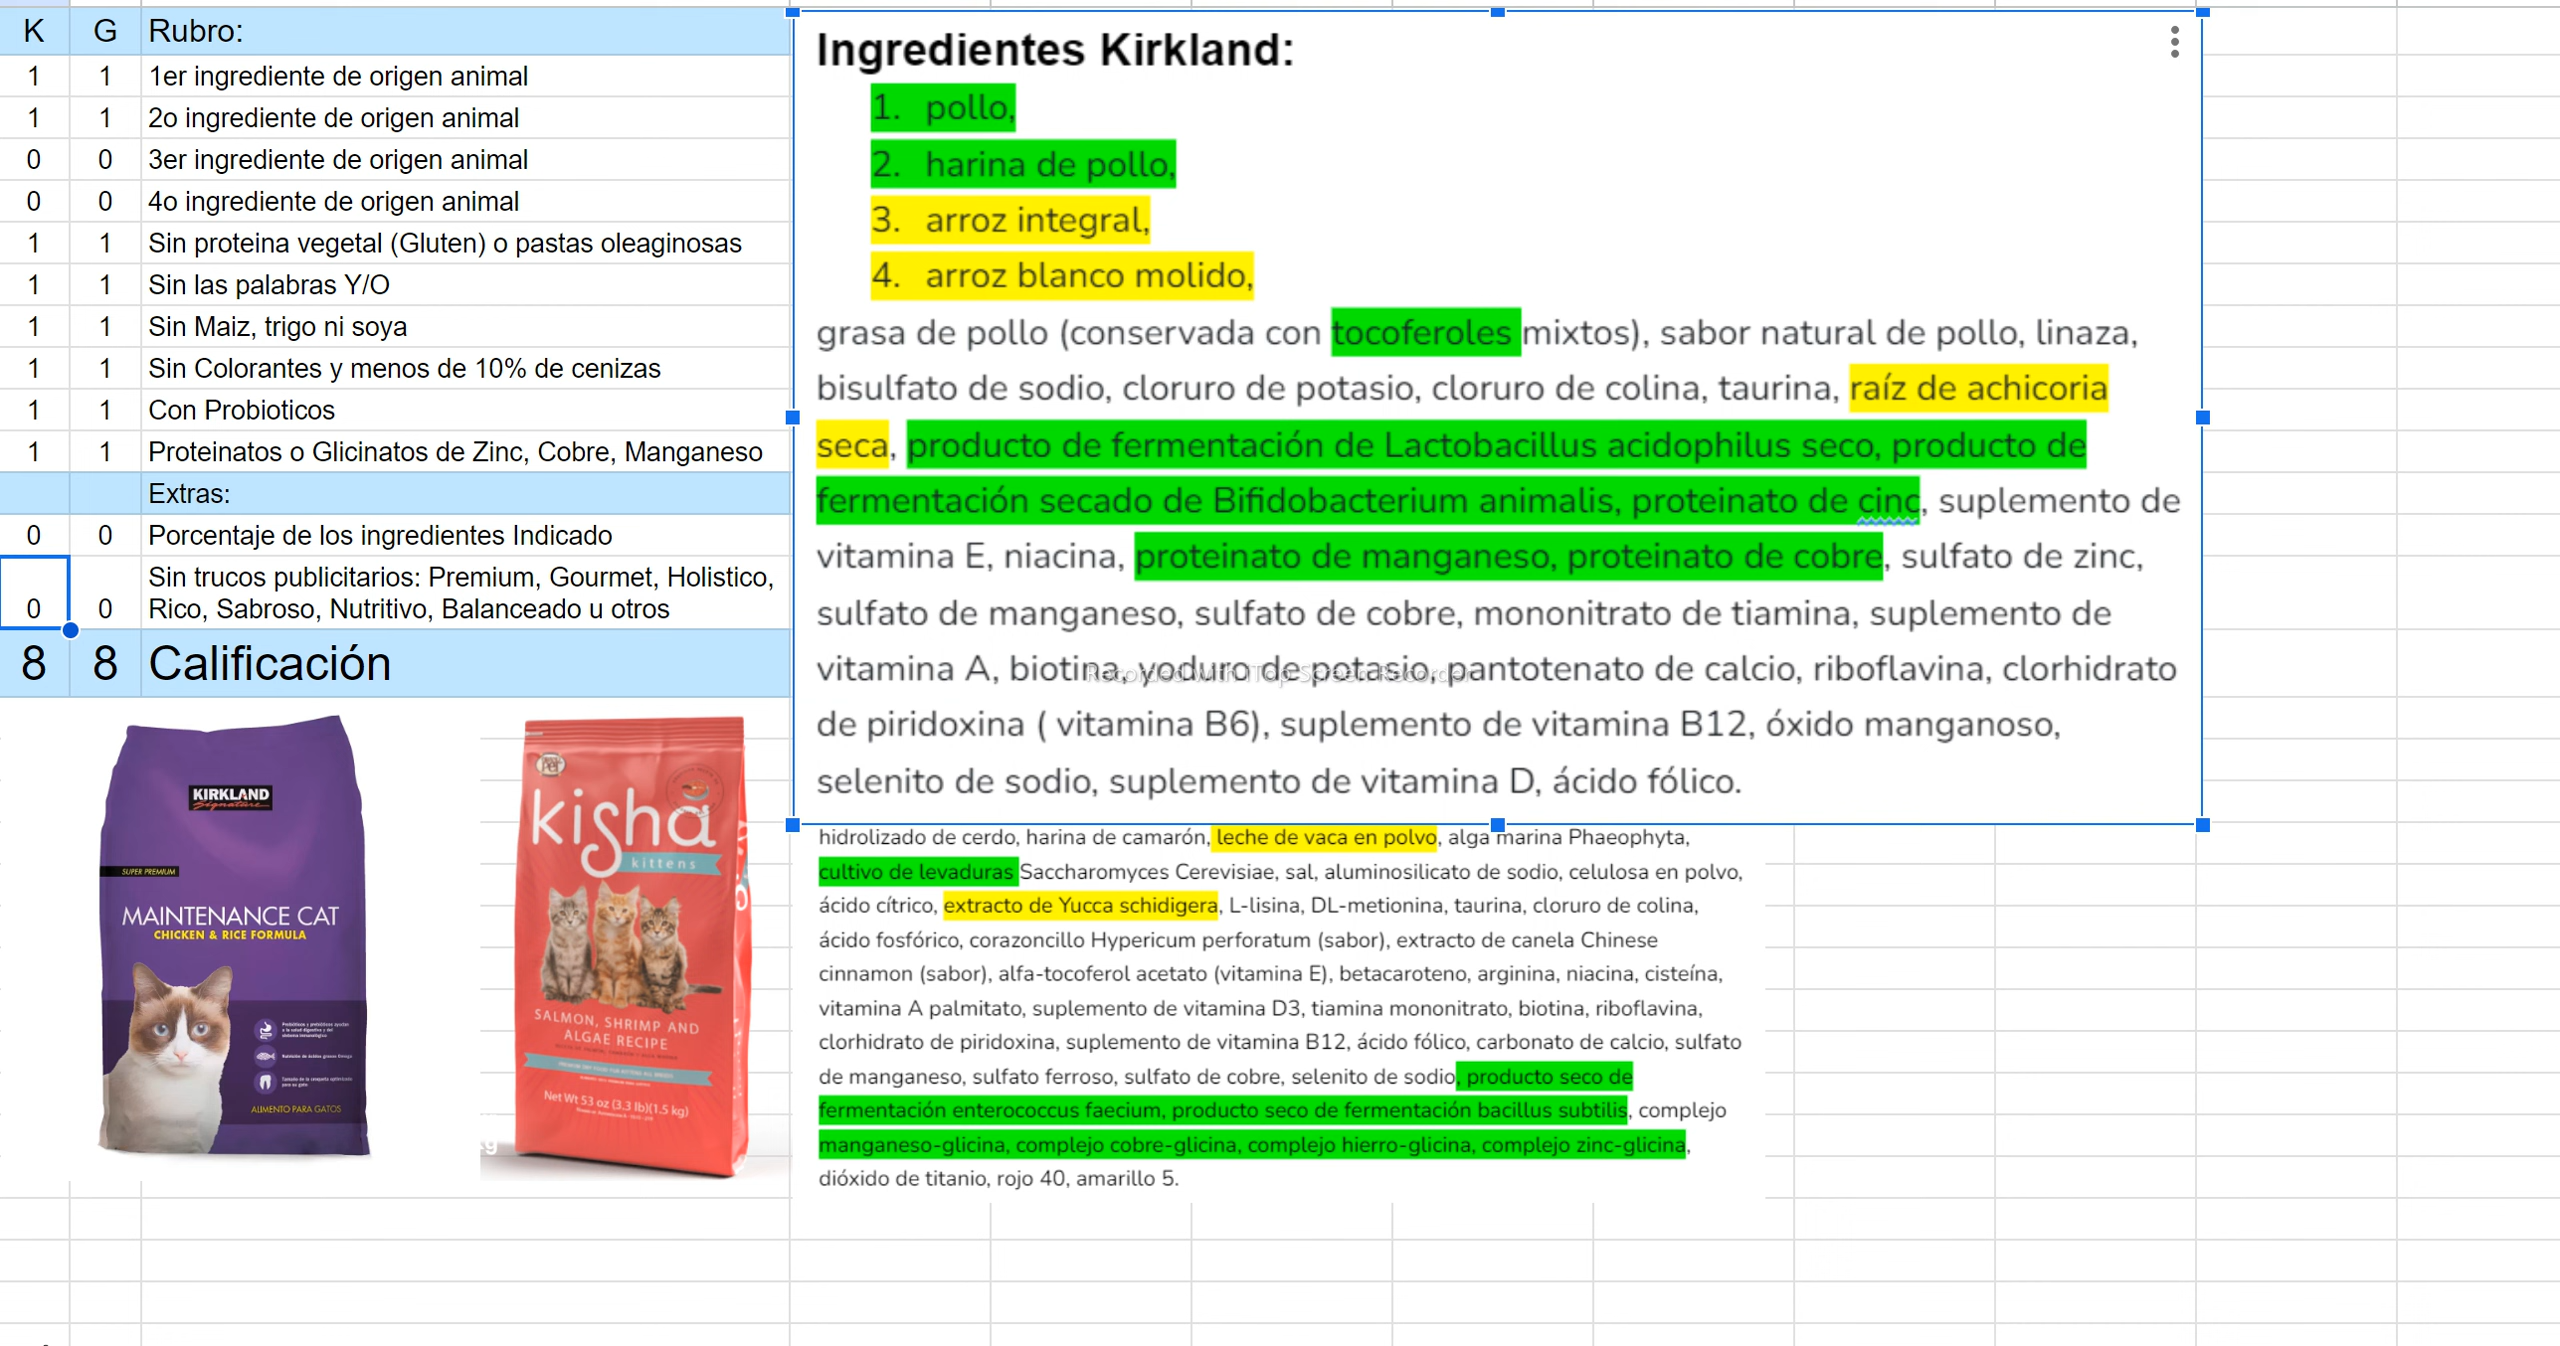 K G Rubro:
1 1 1er ingrediente de origen animal
1 1 2o ingrediente de origen animal
0 0 3er ingrediente de origen animal
0 0 4o ingrediente de origen animal
1 1 Sin proteina vegetal (Gluten) o pastas oleaginosas
1 1 Sin las palabras Y/O
1 1 Sin Maiz, trigo ni soya
1 1 Sin Colorantes y menos de 10% de cenizas
1 1 Con Probioticos
1 1 Proteinatos o Glicinatos de Zinc, Cobre, Manganeso
Extras:
0 0 Porcentaje de los ingredientes Indicado
Sin trucos publicitarios: Premium, Gourmet, Holistico,
0 0 Rico, Sabroso, Nutritivo, Balanceado u otros
8 8 Calificación
KIRKLAND
Signature
SUPER PREMIUM
MAINTENANCE CAT
CHICKEN & RICE FORMULA
ALIMENTO PARA GATOS
kisha
kittens
SALMON, SHRIMP AND
ALGAE RECIPE
Net Wt 53 oz (3.3 lb)(1.5 kg)
Ingredientes Kirkland:
1. pollo,
2. harina de pollo,
3. arroz integral,
4. arroz blanco molido,
grasa de pollo (conservada con tocoferoles mixtos), sabor natural de pollo, linaza,
bisulfato de sodio, cloruro de potasio, cloruro de colina, taurina, raíz de achicoria
seca, producto de fermentación de Lactobacillus acidophilus seco, producto de
fermentación secado de Bifidobacterium animalis, proteinato de cinc, suplemento de
vitamina E, niacina, proteinato de manganeso, proteinato de cobre, sulfato de zinc,
sulfato de manganeso, sulfato de cobre, mononitrato de tiamina, suplemento de
vitamina A, biotina, yoduro de potasio, pantotenato de calcio, riboflavina, clorhidrato
Recorded with iTop Screen Recorder
de piridoxina ( vitamina B6), suplemento de vitamina B12, óxido manganoso,
selenito de sodio, suplemento de vitamina D, ácido fólico.
hidrolizado de cerdo, harina de camarón, leche de vaca en polvo, alga marina Phaeophyta,
cultivo de levaduras Saccharomyces Cerevisiae, sal, aluminosilicato de sodio, celulosa en polvo,
ácido cítrico, extracto de Yucca schidigera, L-lisina, DL-metionina, taurina, cloruro de colina,
ácido fosfórico, corazoncillo Hypericum perforatum (sabor), extracto de canela Chinese
cinnamon (sabor), alfa-tocoferol acetato (vitamina E), betacaroteno, arginina, niacina, cisteína,
vitamina A palmitato, suplemento de vitamina D3, tiamina mononitrato, biotina, riboflavina,
clorhidrato de piridoxina, suplemento de vitamina B12, ácido fólico, carbonato de calcio, sulfato
de manganeso, sulfato ferroso, sulfato de cobre, selenito de sodio, producto seco de
fermentación enterococcus faecium, producto seco de fermentación bacillus subtilis, complejo
manganeso-glicina, complejo cobre-glicina, complejo hierro-glicina, complejo zinc-glicina,
dióxido de titanio, rojo 40, amarillo 5.